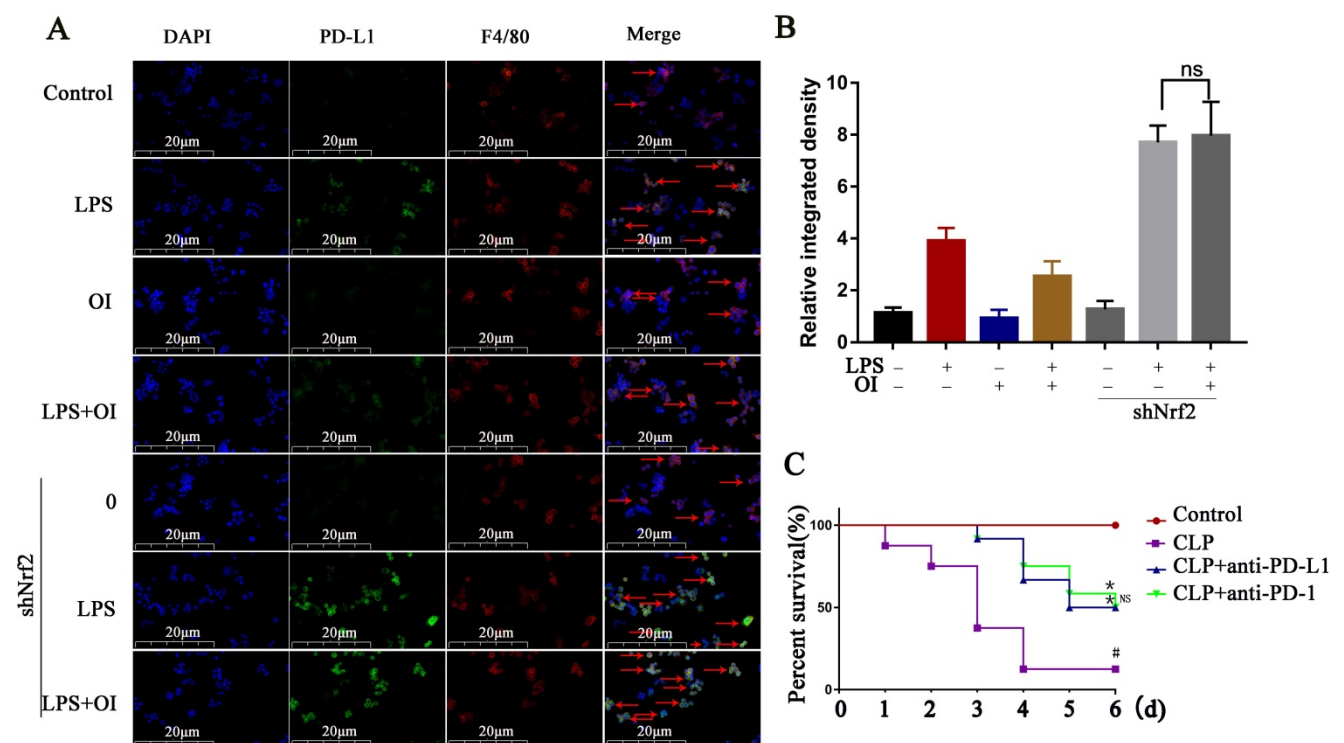 A
DAPI PD-L1 F4/80 Merge
Control
20μm 20μm 20μm 20μm
LPS
20μm 20μm 20μm 20μm
OI
20μm 20μm 20μm 20μm
LPS+OI
20μm 20μm 20μm 20μm
shNrf2
0
20μm 20μm 20μm 20μm
LPS
20μm 20μm 20μm 20μm
LPS+OI
20μm 20μm 20μm 20μm
B
Relative integrated density
10
8
6
4
2
0
ns
LPS – + – + – + +
OI – – + + – – +
shNrf2
C
Percent survival(%)
100
50
0
0 1 2 3 4 5 6 (d)
*
* NS
#
Control
CLP
CLP+anti-PD-L1
CLP+anti-PD-1